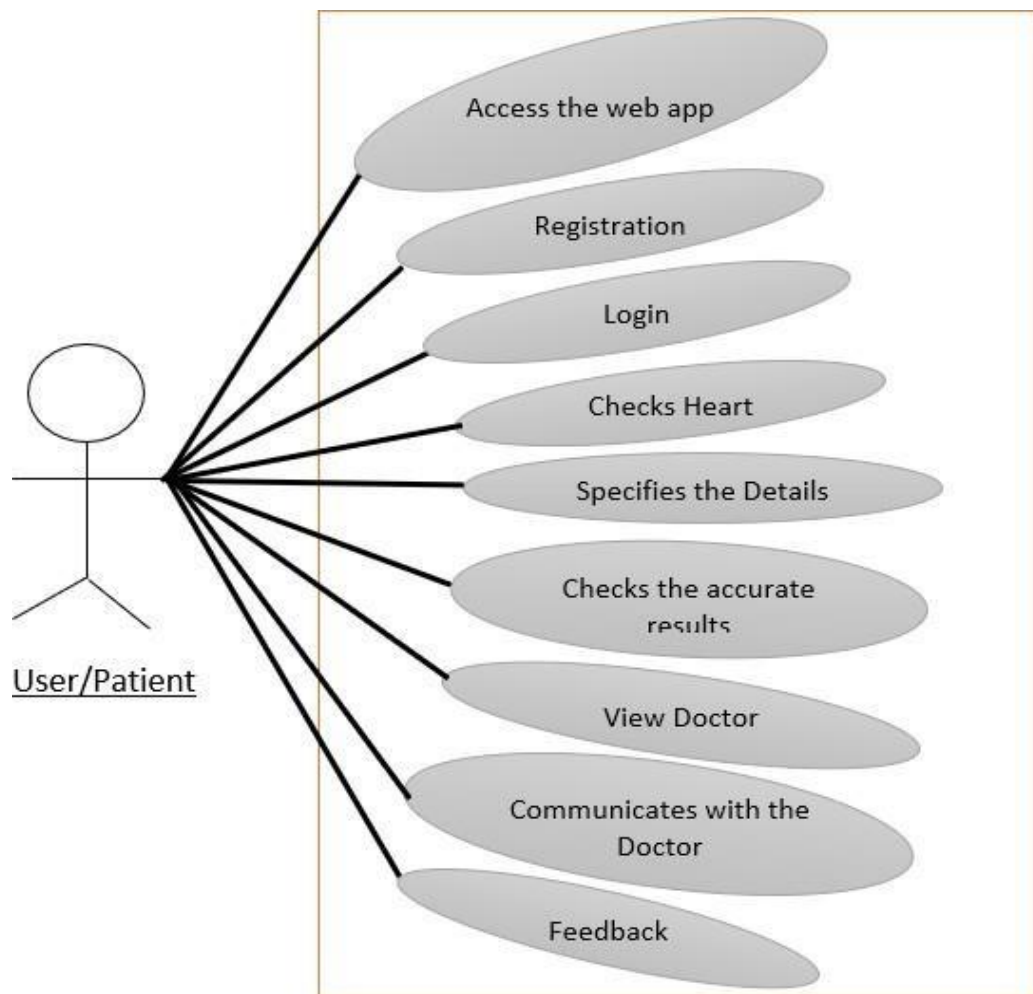 Access the web app
Registration
Login
Checks Heart
Specifies the Details
Checks the accurate
results
User/Patient
View Doctor
Communicates with the
Doctor
Feedback